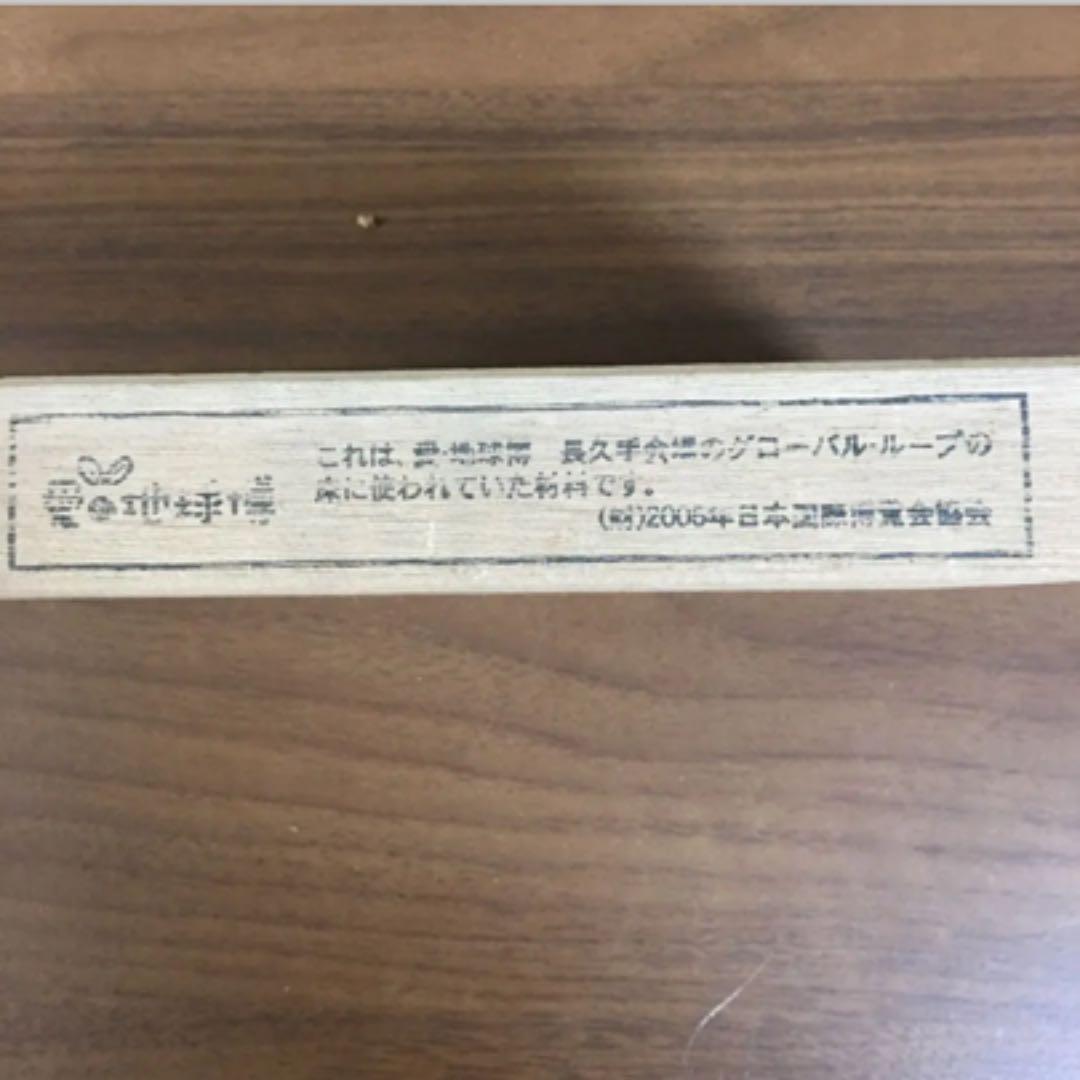 愛・地球博
これは、愛・地球博 長久手会場のグローバル・ループの
床に使われていた材料です。
(財)2005年日本国際博覧会協会